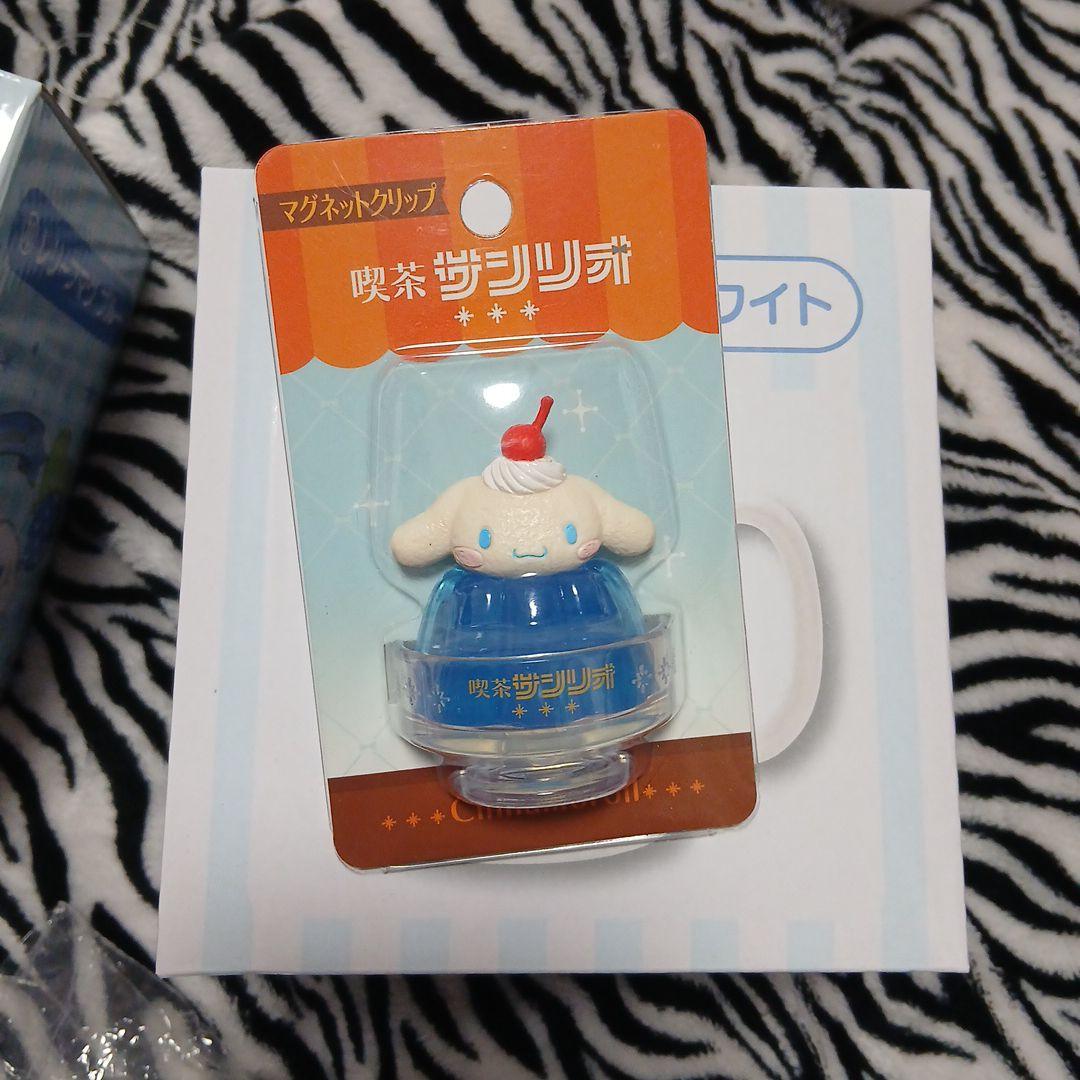 マグネットクリップ
喫茶 サンリオ
ワイト
喫茶サンリオ